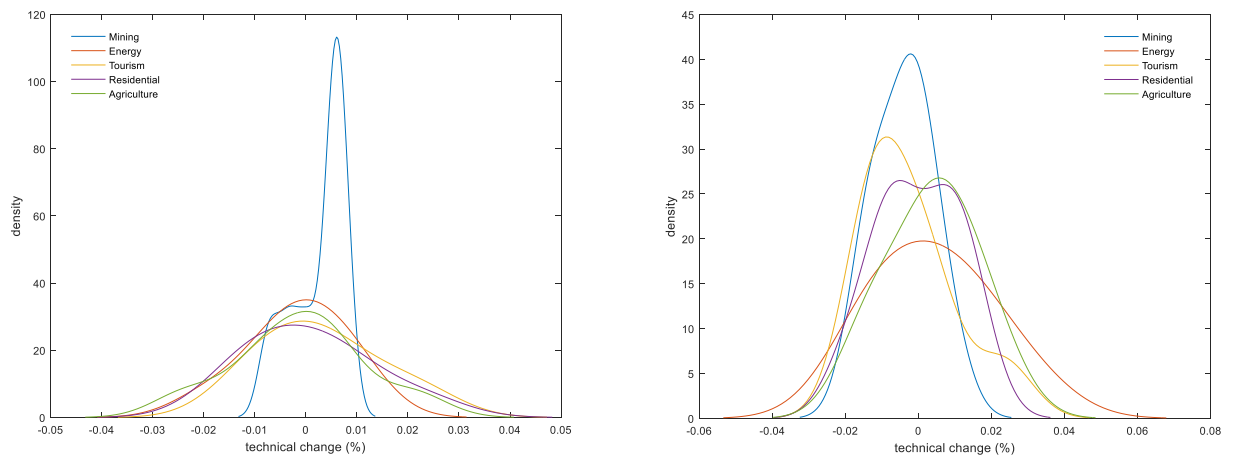 120
100
80
60
40
20
0
density
-0.05
-0.04
-0.03
-0.02
-0.01
0
0.01
0.02
0.03
0.04
0.05
technical change (%)
Mining
Energy
Tourism
Residential
Agriculture
45
40
35
30
25
20
15
10
5
0
density
-0.06
-0.04
-0.02
0
0.02
0.04
0.06
0.08
technical change (%)
Mining
Energy
Tourism
Residential
Agriculture